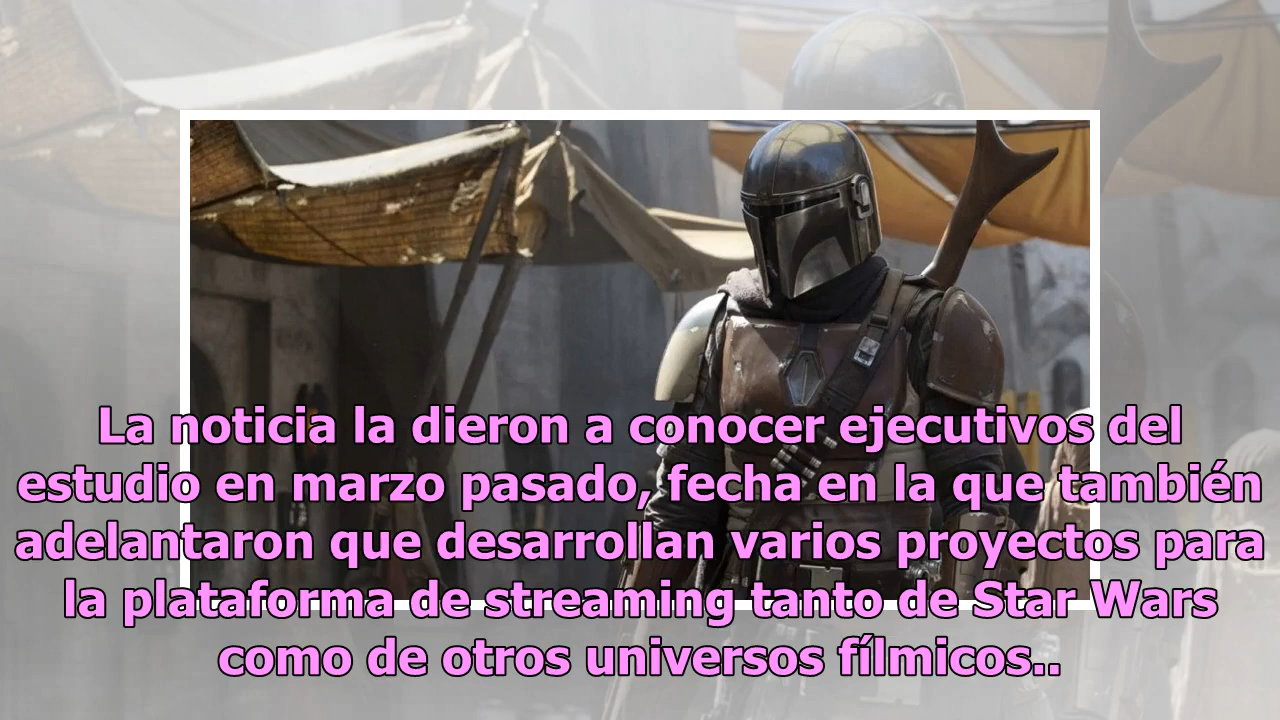 La noticia la dieron a conocer ejecutivos del
estudio en marzo pasado, fecha en la que también
adelantaron que desarrollan varios proyectos para
la plataforma de streaming tanto de Star Wars
como de otros universos fílmicos..